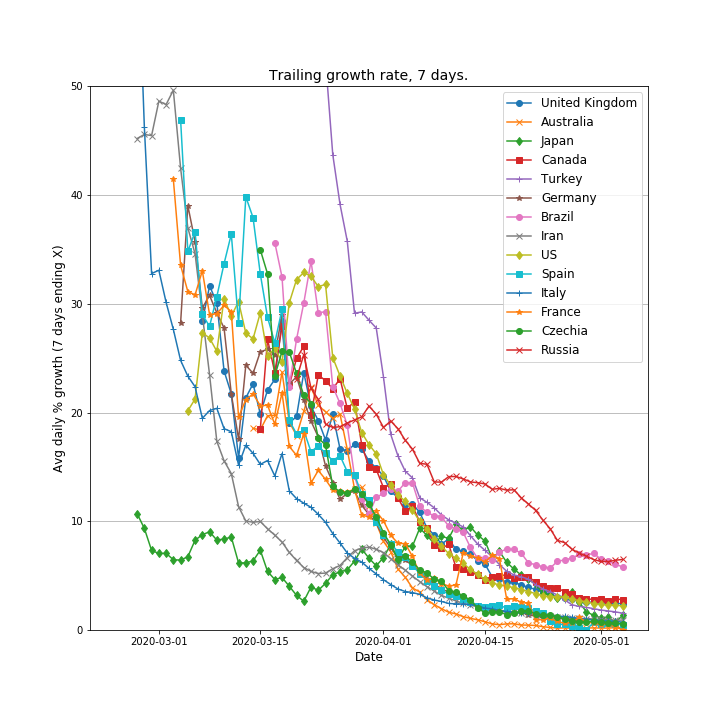 Trailing growth rate, 7 days.
Avg daily % growth (7 days ending X)
50
40
30
20
10
0
United Kingdom
Australia
Japan
Canada
Turkey
Germany
Brazil
Iran
US
Spain
Italy
France
Czechia
Russia
2020-03-01
2020-03-15
2020-04-01
2020-04-15
2020-05-01
Date